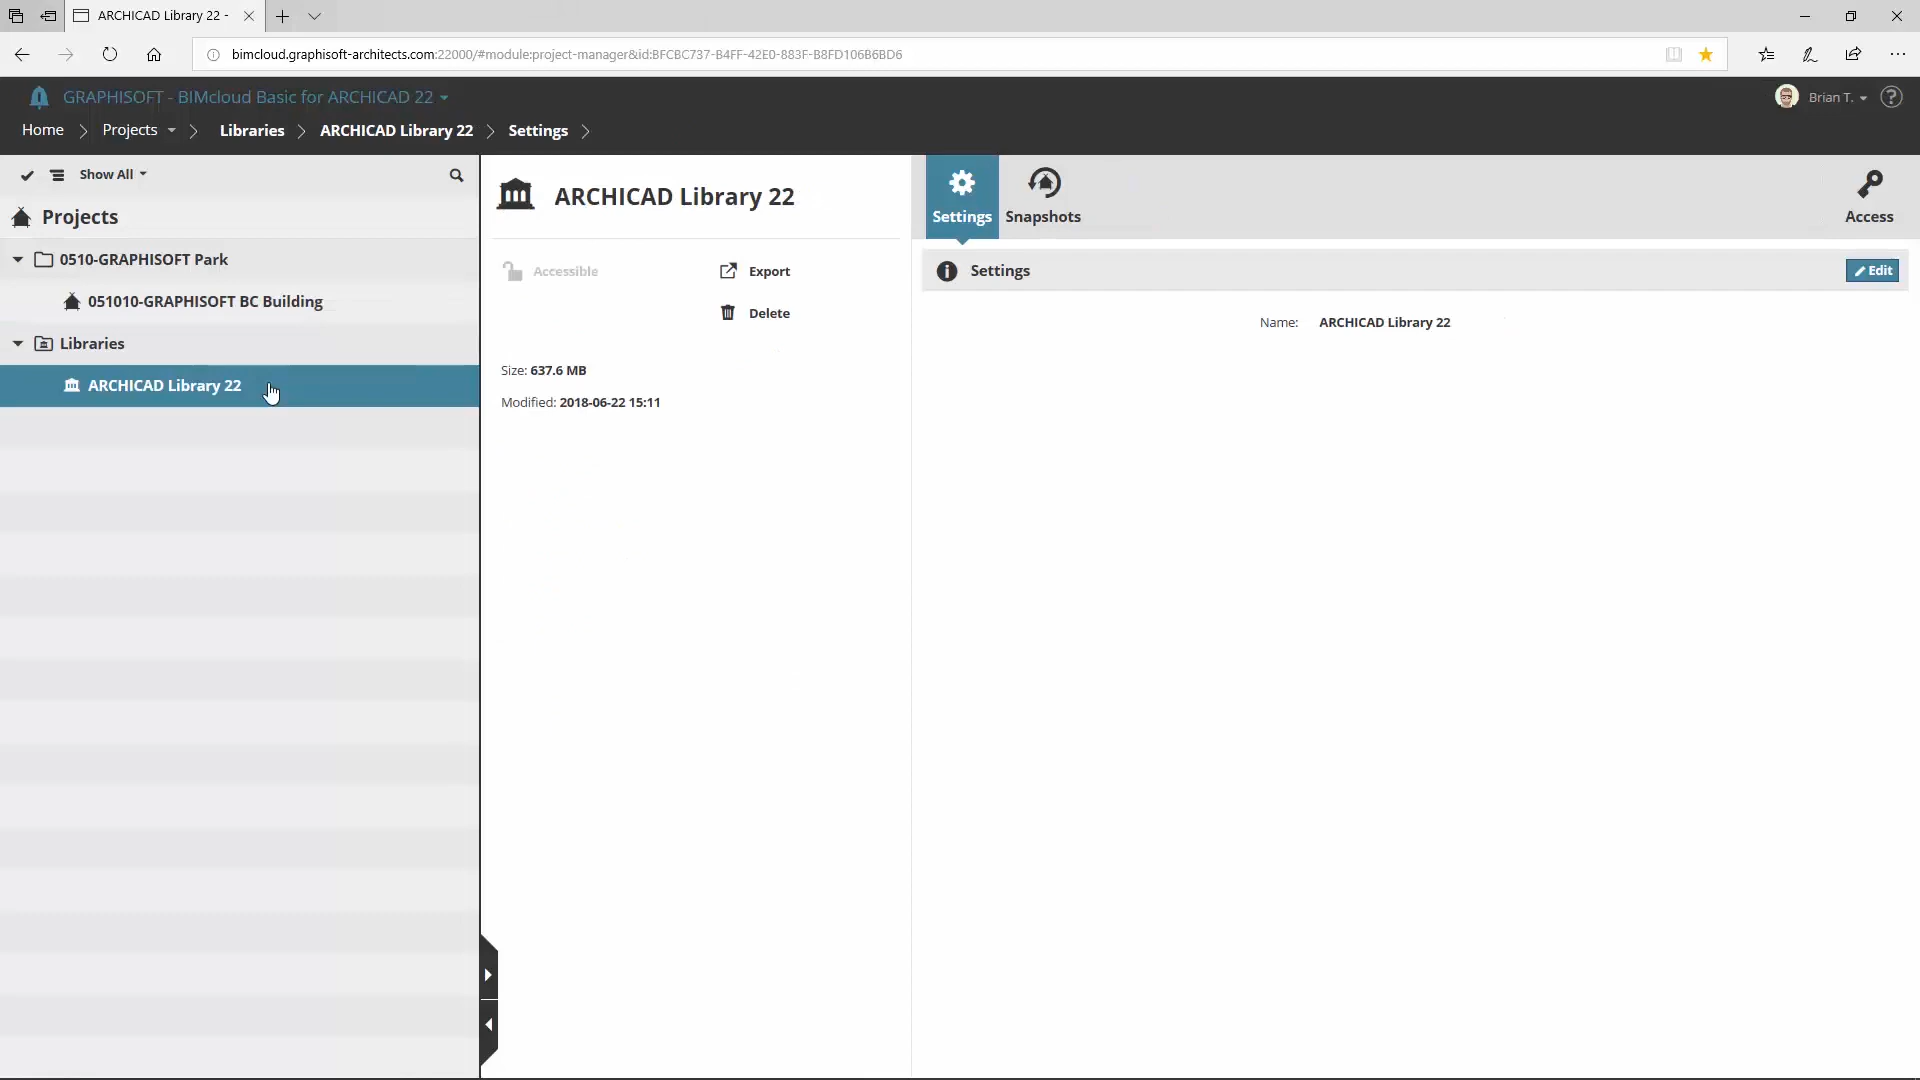 ARCHICAD Library 22 -
bimcloud.graphisoft-architects.com:22000/#module:project-manager&id:BFCBC737-B4FF-42E0-883F-B8FD106B6BD6
GRAPHISOFT - BIMcloud Basic for ARCHICAD 22
Brian T.
Home
Projects
Libraries
ARCHICAD Library 22
Settings
Show All
Projects
0510-GRAPHISOFT Park
051010-GRAPHISOFT BC Building
Libraries
ARCHICAD Library 22
ARCHICAD Library 22
Accessible
Export
Delete
Size: 637.6 MB
Modified: 2018-06-22 15:11
Settings
Snapshots
Access
Settings
Edit
Name: ARCHICAD Library 22